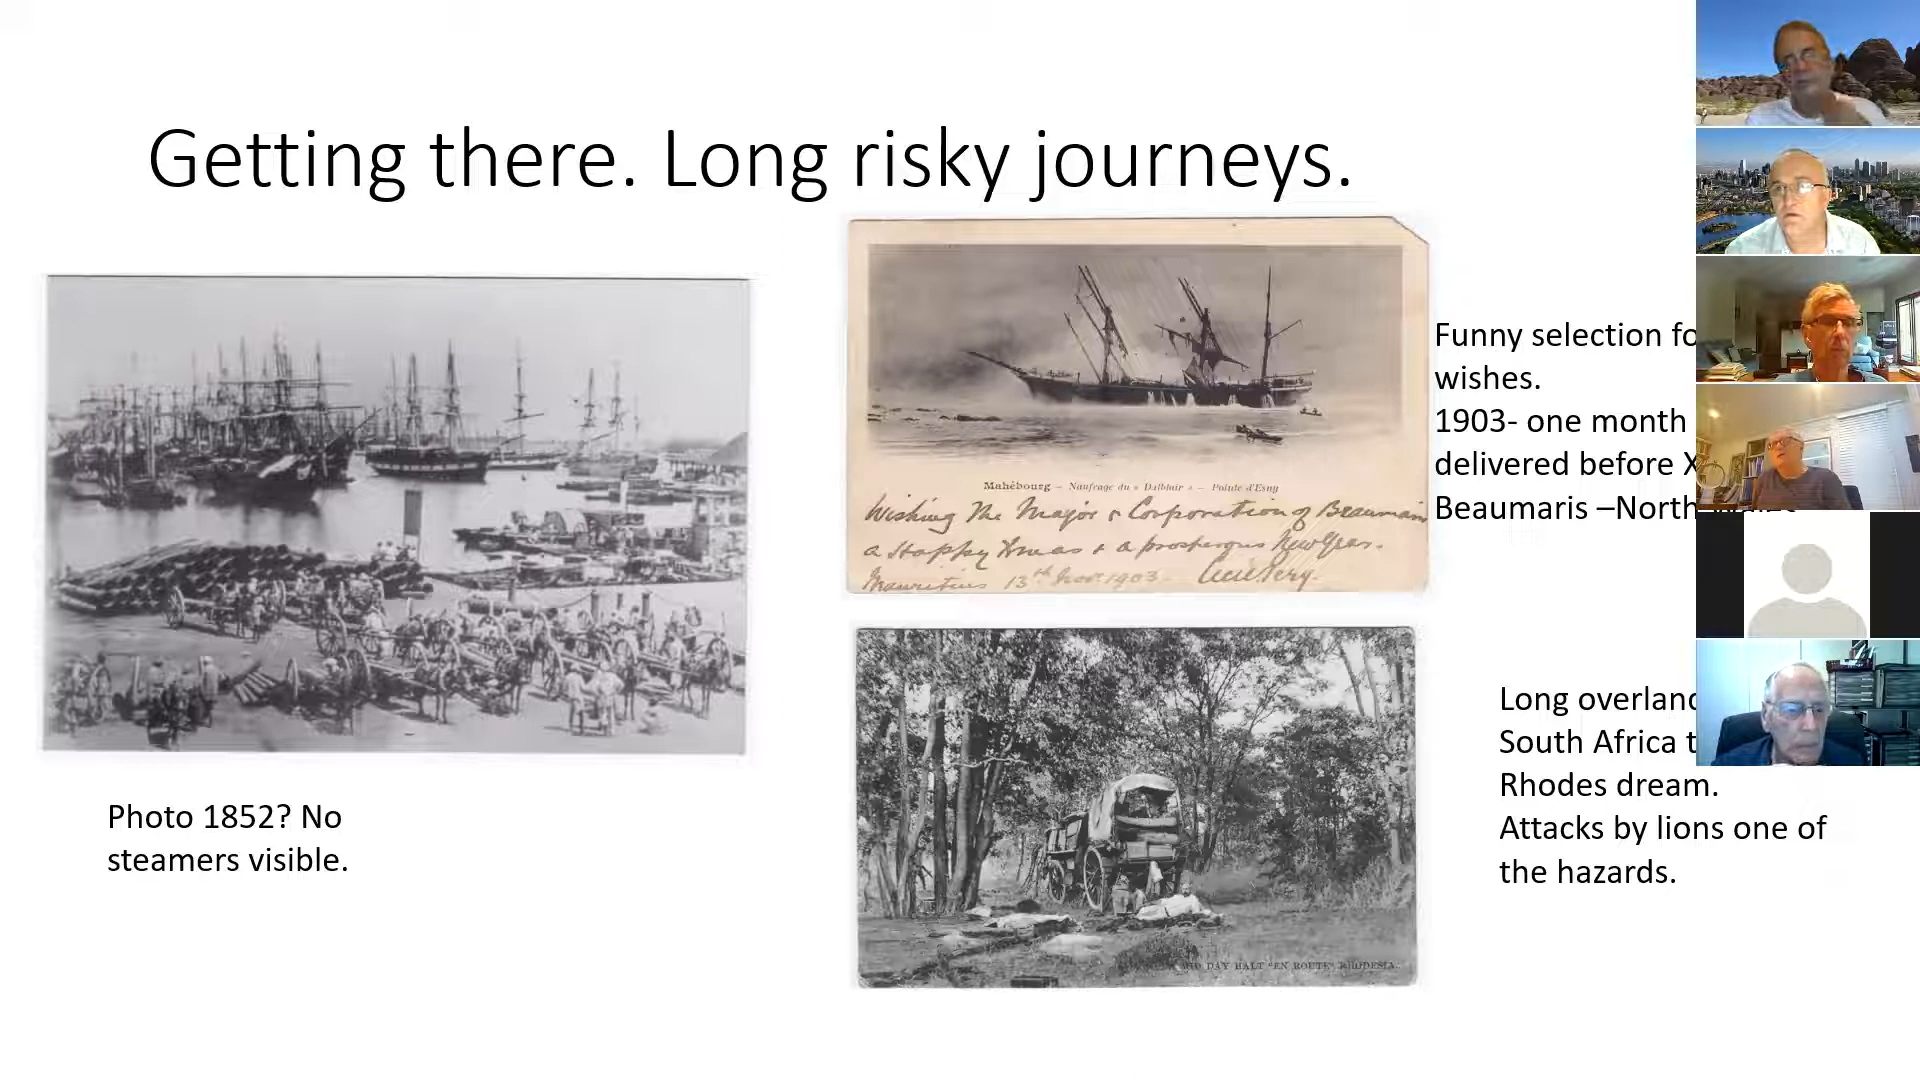 Getting there. Long risky journeys.
Mahébourg – Naufrage du « Dalblair » – Pointe d'Esny
Wishing The Mayor & Corporation of Beaumaris
a Happy Xmas & a prosperous New Year.
Mauritius 13th Nov. 1903.
Funny selection fo
wishes.
1903- one month
delivered before X
Beaumaris –North
Photo 1852? No
steamers visible.
MID DAY HALT "EN ROUTE" RHODESIA.
Long overland
South Africa t
Rhodes dream.
Attacks by lions one of
the hazards.